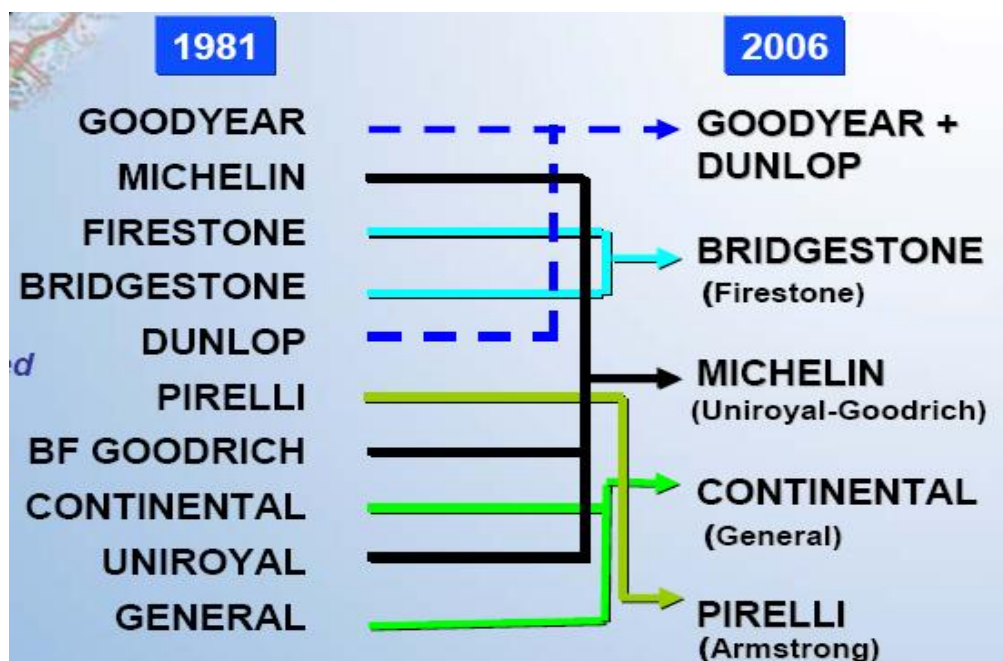 1981
2006
GOODYEAR
MICHELIN
FIRESTONE
BRIDGESTONE
DUNLOP
PIRELLI
BF GOODRICH
CONTINENTAL
UNIROYAL
GENERAL
GOODYEAR +
DUNLOP
BRIDGESTONE
(Firestone)
MICHELIN
(Uniroyal-Goodrich)
CONTINENTAL
(General)
PIRELLI
(Armstrong)
ed